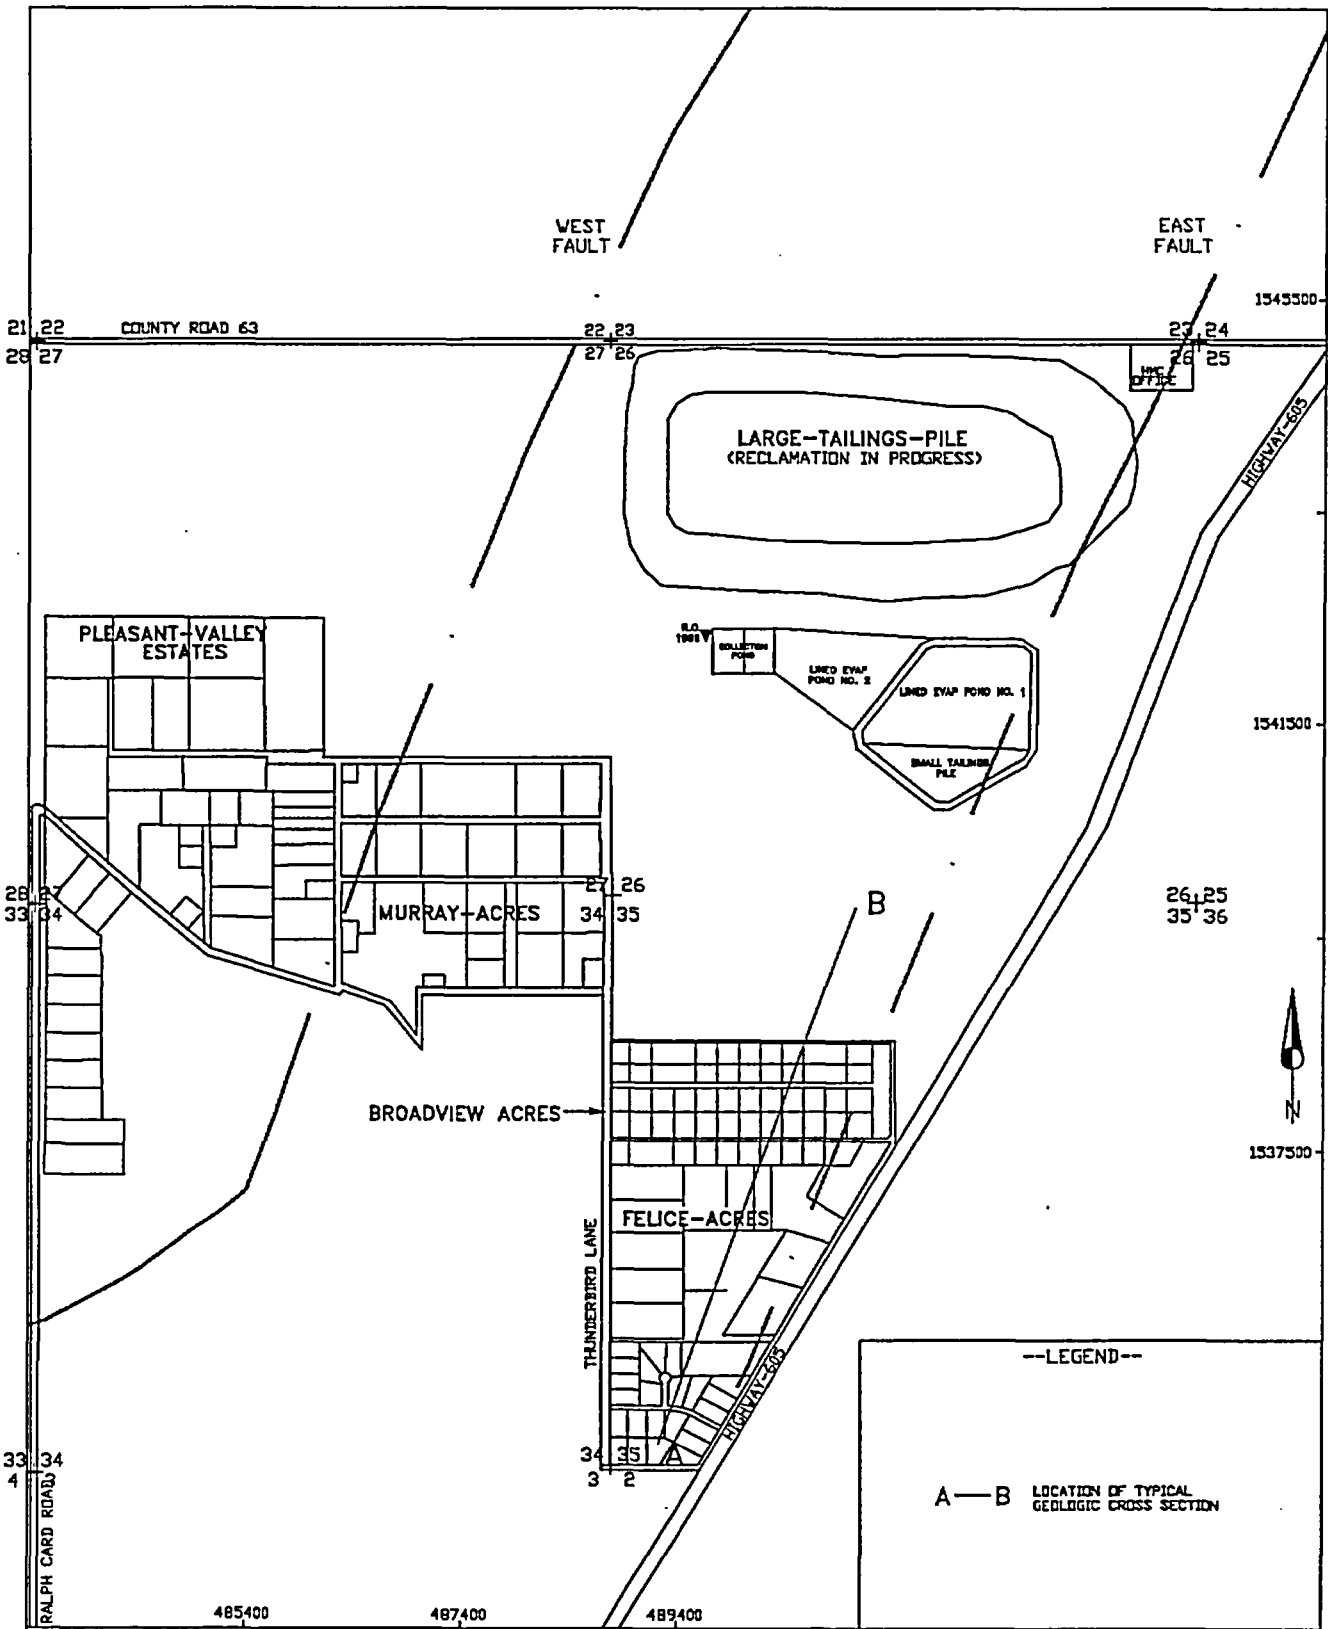 WEST
FAULT
EAST
FAULT
1545500
21 22
COUNTY ROAD 63
22 23
23 24
28 27
27 26
26 25
HMC
OFFICE
LARGE-TAILINGS-PILE
(RECLAMATION IN PROGRESS)
HIGHWAY-605
PLEASANT-VALLEY
ESTATES
COLLECTION
POND
LINED EVAP
POND NO. 2
LINED EVAP POND NO. 1
1541500
SMALL TAILINGS
PILE
28 27
27 26
26 25
33 34
MURRAY-ACRES
34 35
B
35 36
N
BROADVIEW ACRES
1537500
FELICE-ACRES
THUNDERBIRD LANE
HIGHWAY-605
--LEGEND--
33 34
34 35
A
4 3
3 2
RALPH CARD ROAD
A — B LOCATION OF TYPICAL
GEOLOGIC CROSS SECTION
485400
487400
489400